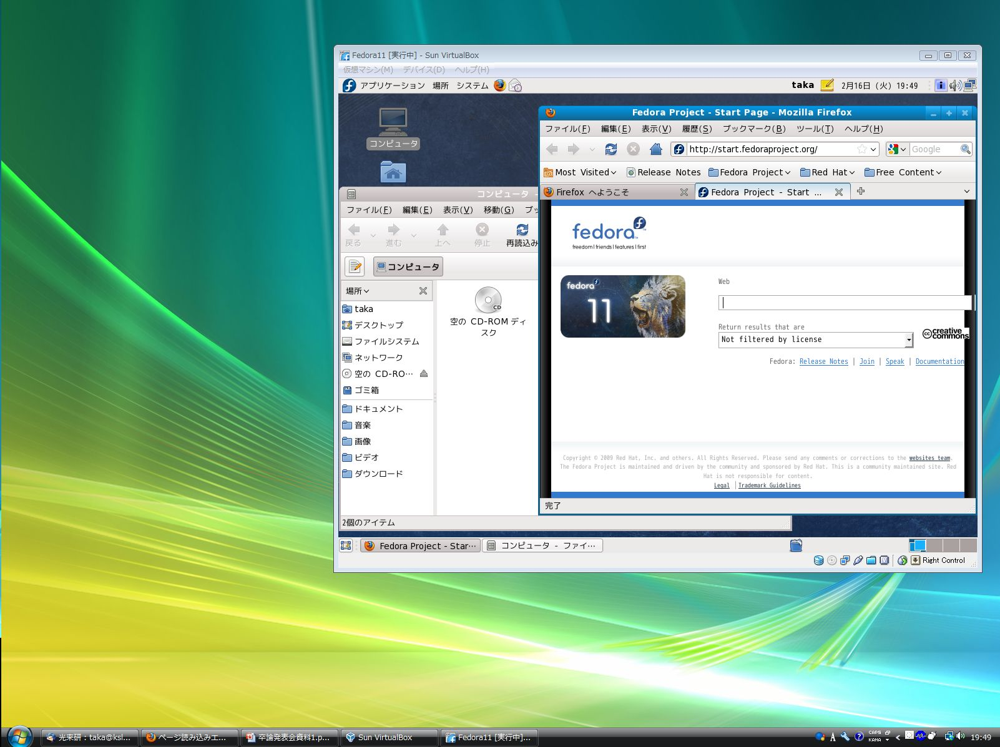 Fedora11 [実行中] - Sun VirtualBox
仮想マシン(M) デバイス(D) ヘルプ(H)
アプリケーション 場所 システム
taka 2月16日 (火) 19:49
コンピュータ
コンピュータ -
ファイル(F) 編集(E) 表示(V) 移動(G) ブッ
戻る 進む 上へ 停止 再読込み
コンピュータ
場所
taka
デスクトップ
ファイルシステム
ネットワーク
空の CD-RO…
ゴミ箱
ドキュメント
音楽
画像
ビデオ
ダウンロード
CD
空の CD-ROM ディ
スク
2個のアイテム
Fedora Project - Start Page - Mozilla Firefox
ファイル(F) 編集(E) 表示(V) 履歴(S) ブックマーク(B) ツール(T) ヘルプ(H)
http://start.fedoraproject.org/ Google
Most Visited Release Notes Fedora Project Red Hat Free Content
Firefox へようこそ Fedora Project - Start ...
fedora™
freedom | friends | features | first
fedora
11
Web
Return results that are
Not filtered by license
cc creative commons
Fedora: Release Notes | Join | Speak | Documentation
Copyright © 2009 Red Hat, Inc. and others. All Rights Reserved. Please send any comments or corrections to the websites team.
The Fedora Project is maintained and driven by the community and sponsored by Red Hat. This is a community maintained site. Red
Hat is not responsible for content.
Legal | Trademark Guidelines
完了
Fedora Project - Star… コンピュータ - ファイ…
Right Control
光来研：taka@ksl... ページ読み込みエ... 卒論発表会資料1.p... Sun VirtualBox Fedora11 [実行中]...
A CAPS KANA 19:49